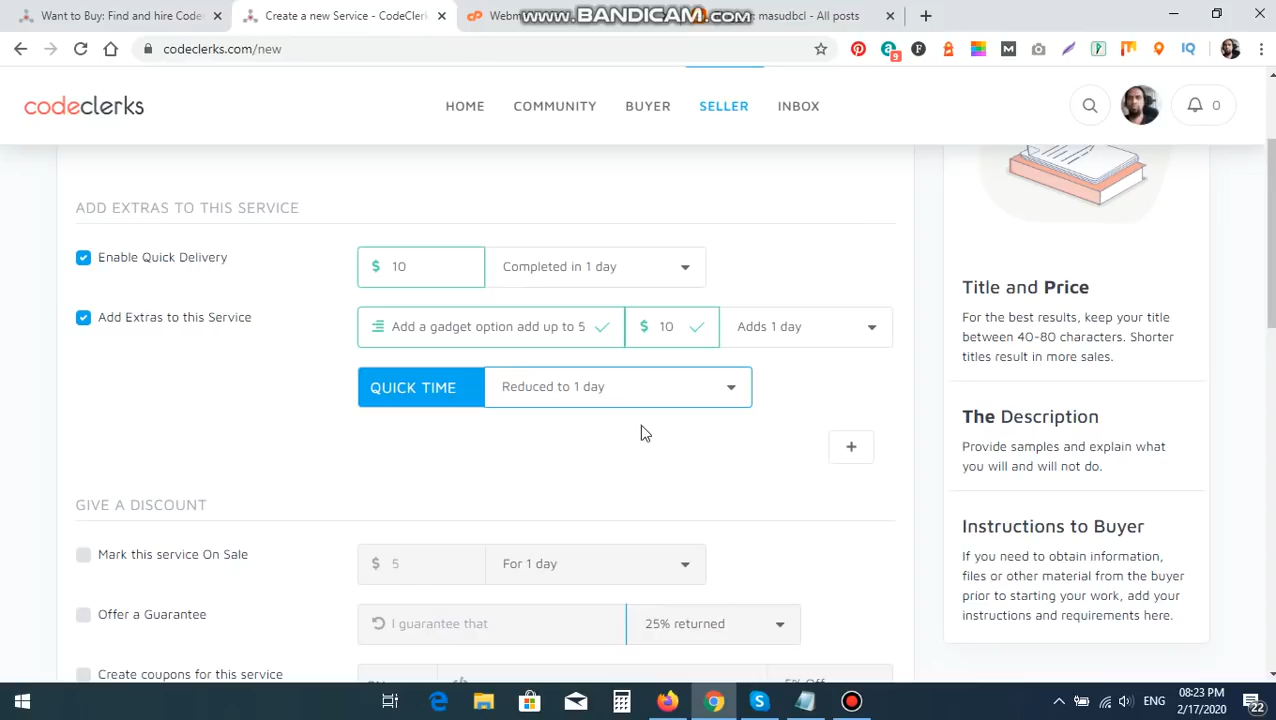 Want to Buy: Find and hire Codec
Create a new Service - CodeClerk
Webm
www.BANDICAM.com
: masudbcl - All posts
codeclerks.com/new
9
codeclerks
HOME
COMMUNITY
BUYER
SELLER
INBOX
0
ADD EXTRAS TO THIS SERVICE
Enable Quick Delivery
$ 10
Completed in 1 day
Add Extras to this Service
Add a gadget option add up to 5
$ 10
Adds 1 day
QUICK TIME
Reduced to 1 day
+
GIVE A DISCOUNT
Mark this service On Sale
$ 5
For 1 day
Offer a Guarantee
I guarantee that
25% returned
Create coupons for this service
5% Off
Title and Price
For the best results, keep your title
between 40-80 characters. Shorter
titles result in more sales.
The Description
Provide samples and explain what
you will and will not do.
Instructions to Buyer
If you need to obtain information,
files or other material from the buyer
prior to starting your work, add your
instructions and requirements here.
ENG
08:23 PM
2/17/2020
22